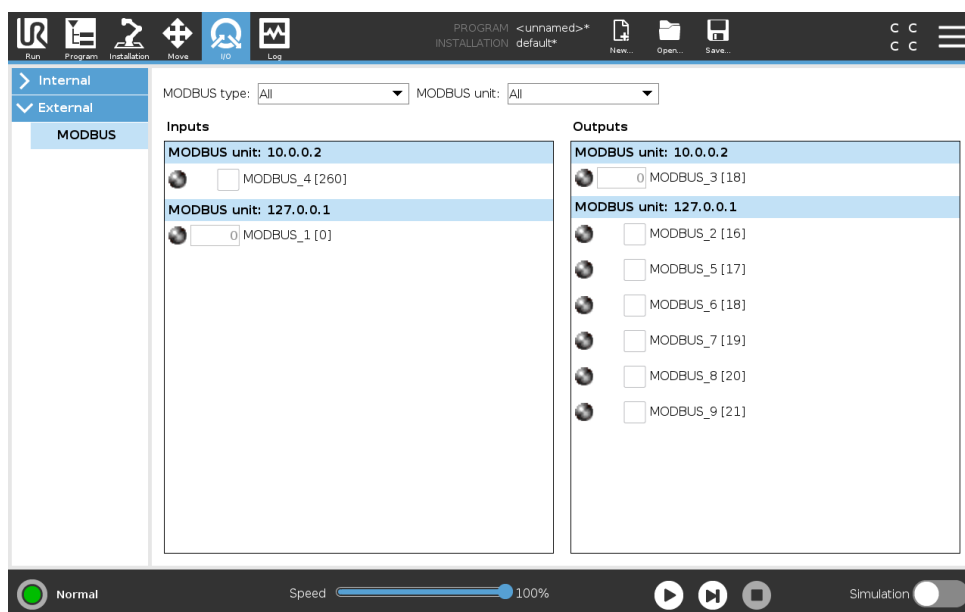 UR
Run
Program
Installation
Move
I/O
Log
PROGRAM <unnamed>*
INSTALLATION default*
New...
Open...
Save...
C C
C C
Internal
External
MODBUS
MODBUS type: All
MODBUS unit: All
Inputs
MODBUS unit: 10.0.0.2
MODBUS_4 [260]
MODBUS unit: 127.0.0.1
0 MODBUS_1 [0]
Outputs
MODBUS unit: 10.0.0.2
0 MODBUS_3 [18]
MODBUS unit: 127.0.0.1
MODBUS_2 [16]
MODBUS_5 [17]
MODBUS_6 [18]
MODBUS_7 [19]
MODBUS_8 [20]
MODBUS_9 [21]
Normal
Speed 100%
Simulation